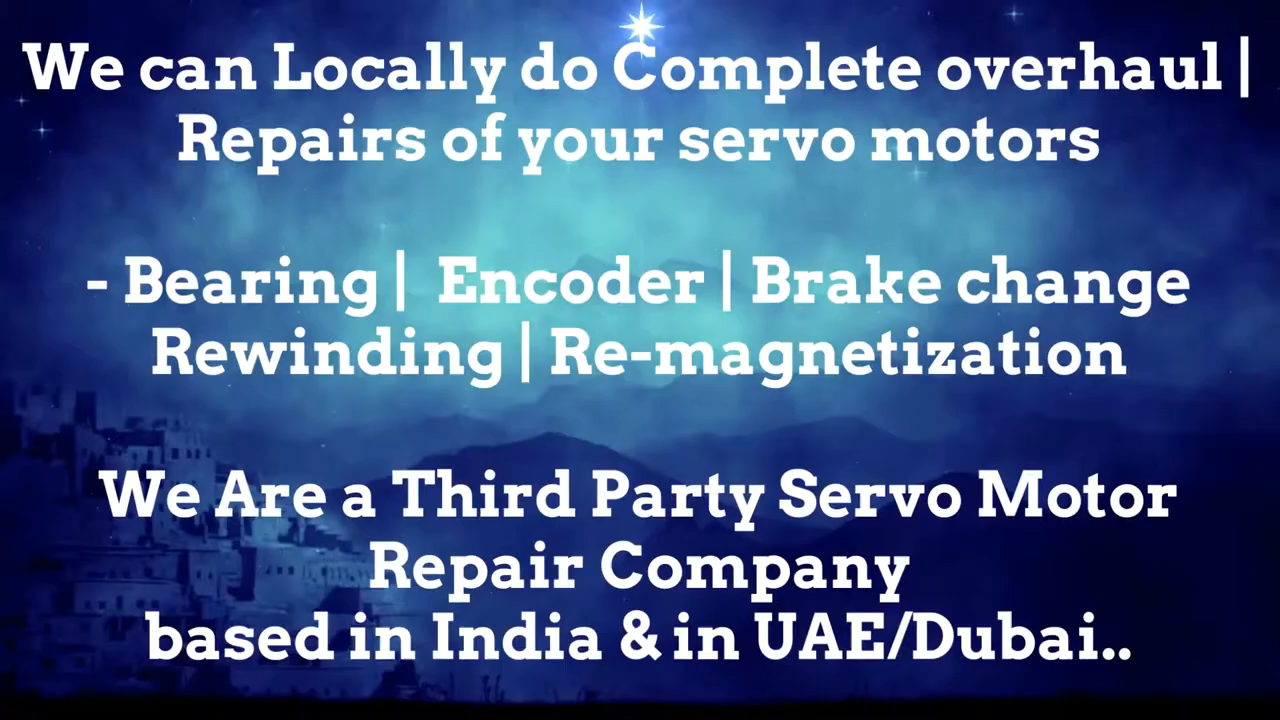 We can Locally do Complete overhaul |
Repairs of your servo motors
- Bearing | Encoder | Brake change
Rewinding | Re-magnetization
We Are a Third Party Servo Motor
Repair Company
based in India & in UAE/Dubai..